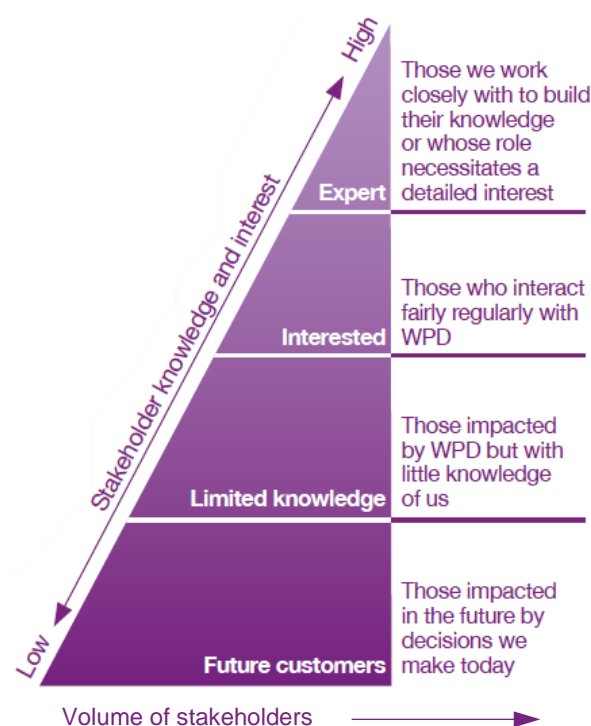 High
Those we work
closely with to build
their knowledge
or whose role
necessitates a
detailed interest
Expert
Stakeholder knowledge and interest
Those who interact
fairly regularly with
WPD
Interested
Those impacted
by WPD but with
little knowledge
of us
Limited knowledge
Those impacted
in the future by
decisions we
make today
Future customers
Low
Volume of stakeholders